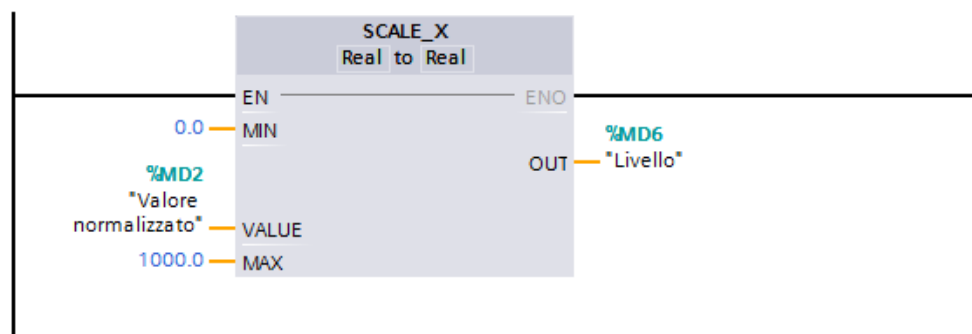 SCALE_X
Real to Real
EN ENO
0.0 MIN
%MD6
OUT "Livello"
%MD2
"Valore
normalizzato" VALUE
1000.0 MAX